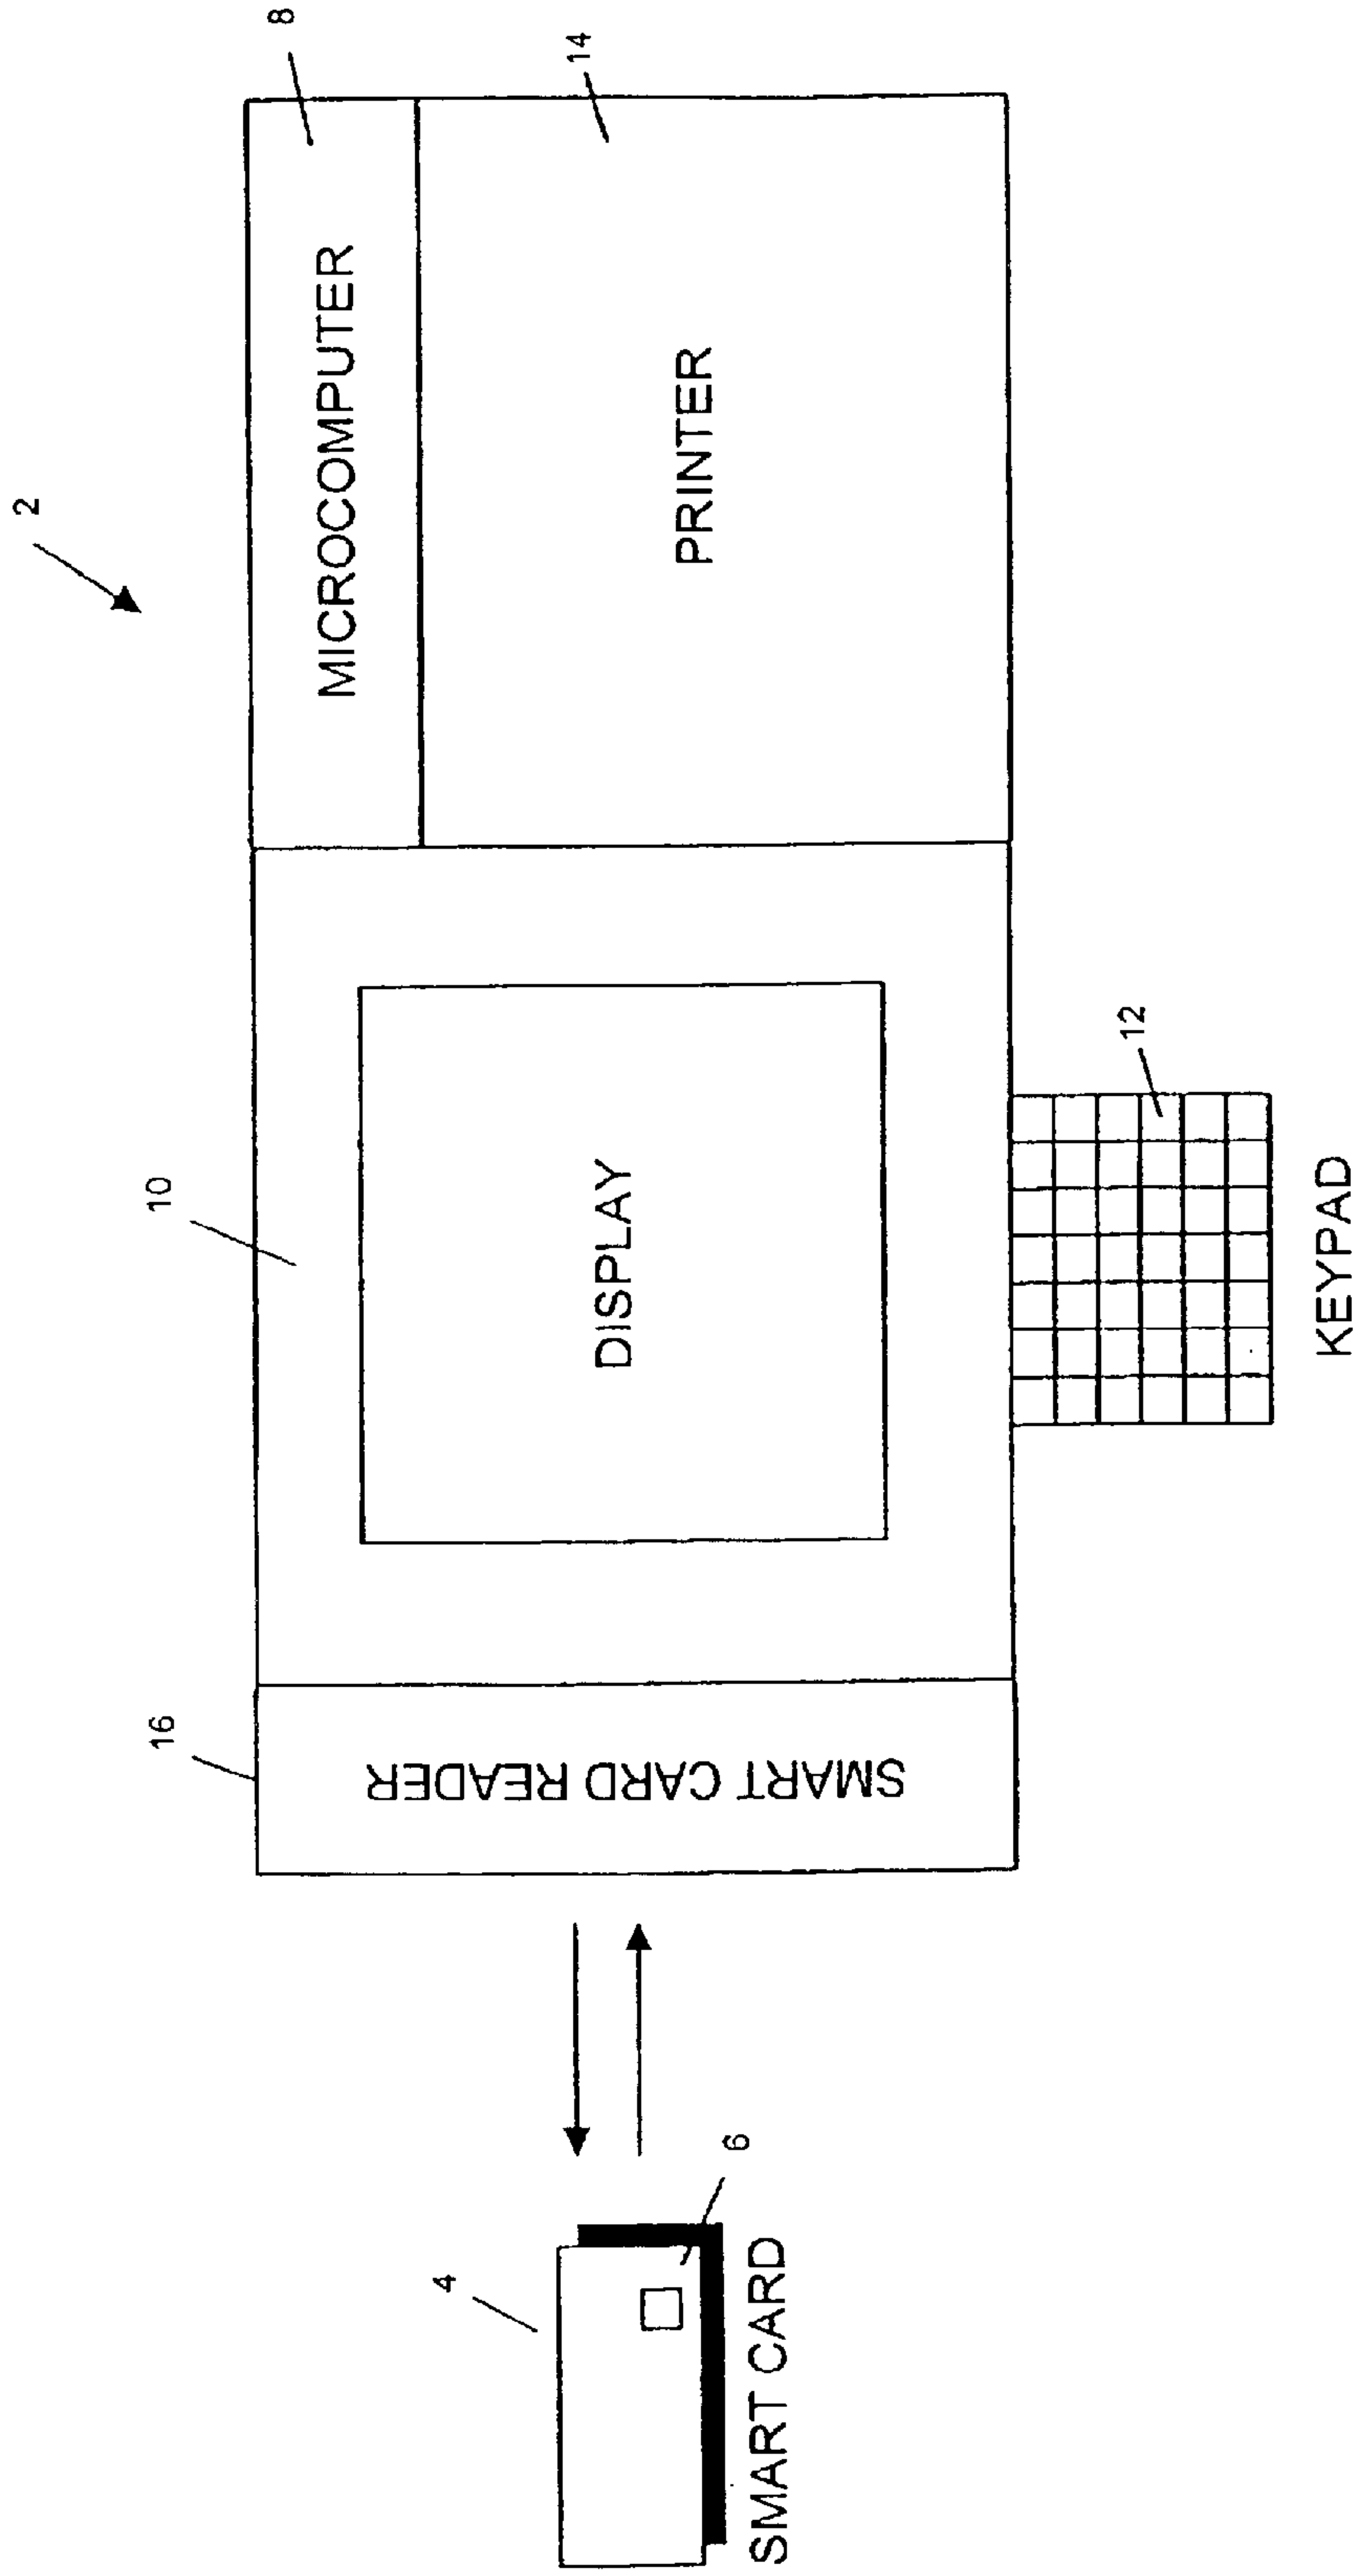 2
8
MICROCOMPUTER
14
PRINTER
10
DISPLAY
12
KEYPAD
16
SMART CARD READER
4
6
SMART CARD